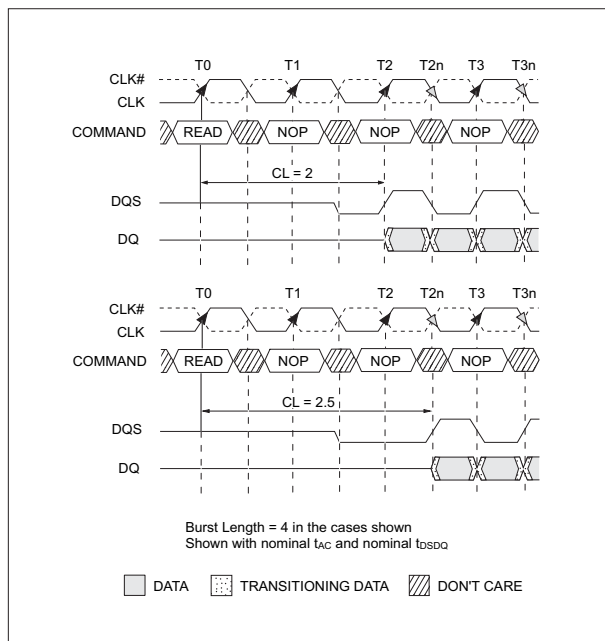 T0 T1 T2 T2n T3 T3n
CLK#
CLK
COMMAND READ NOP NOP NOP
CL = 2
DQS
DQ
T0 T1 T2 T2n T3 T3n
CLK#
CLK
COMMAND READ NOP NOP NOP
CL = 2.5
DQS
DQ
Burst Length = 4 in the cases shown
Shown with nominal tAC and nominal tDSDQ
DATA TRANSITIONING DATA DON'T CARE